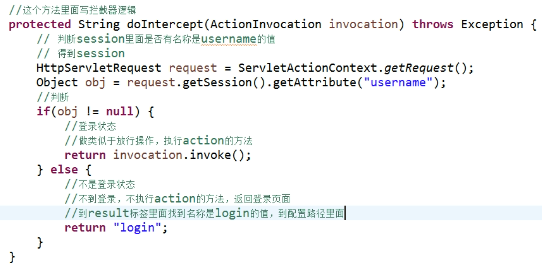 //这个方法里面写拦截器逻辑
protected String doIntercept(ActionInvocation invocation) throws Exception {
// 判断session里面是否有名称是username的值
// 得到session
HttpServletRequest request = ServletActionContext.getRequest();
Object obj = request.getSession().getAttribute("username");
//判断
if(obj != null) {
//登录状态
//做类似于放行操作，执行action的方法
return invocation.invoke();
} else {
//不是登录状态
//不到登录，不执行action的方法，返回登录页面
//到result标签里面找到名称是login的值，到配置路径里面
return "login";
}
}